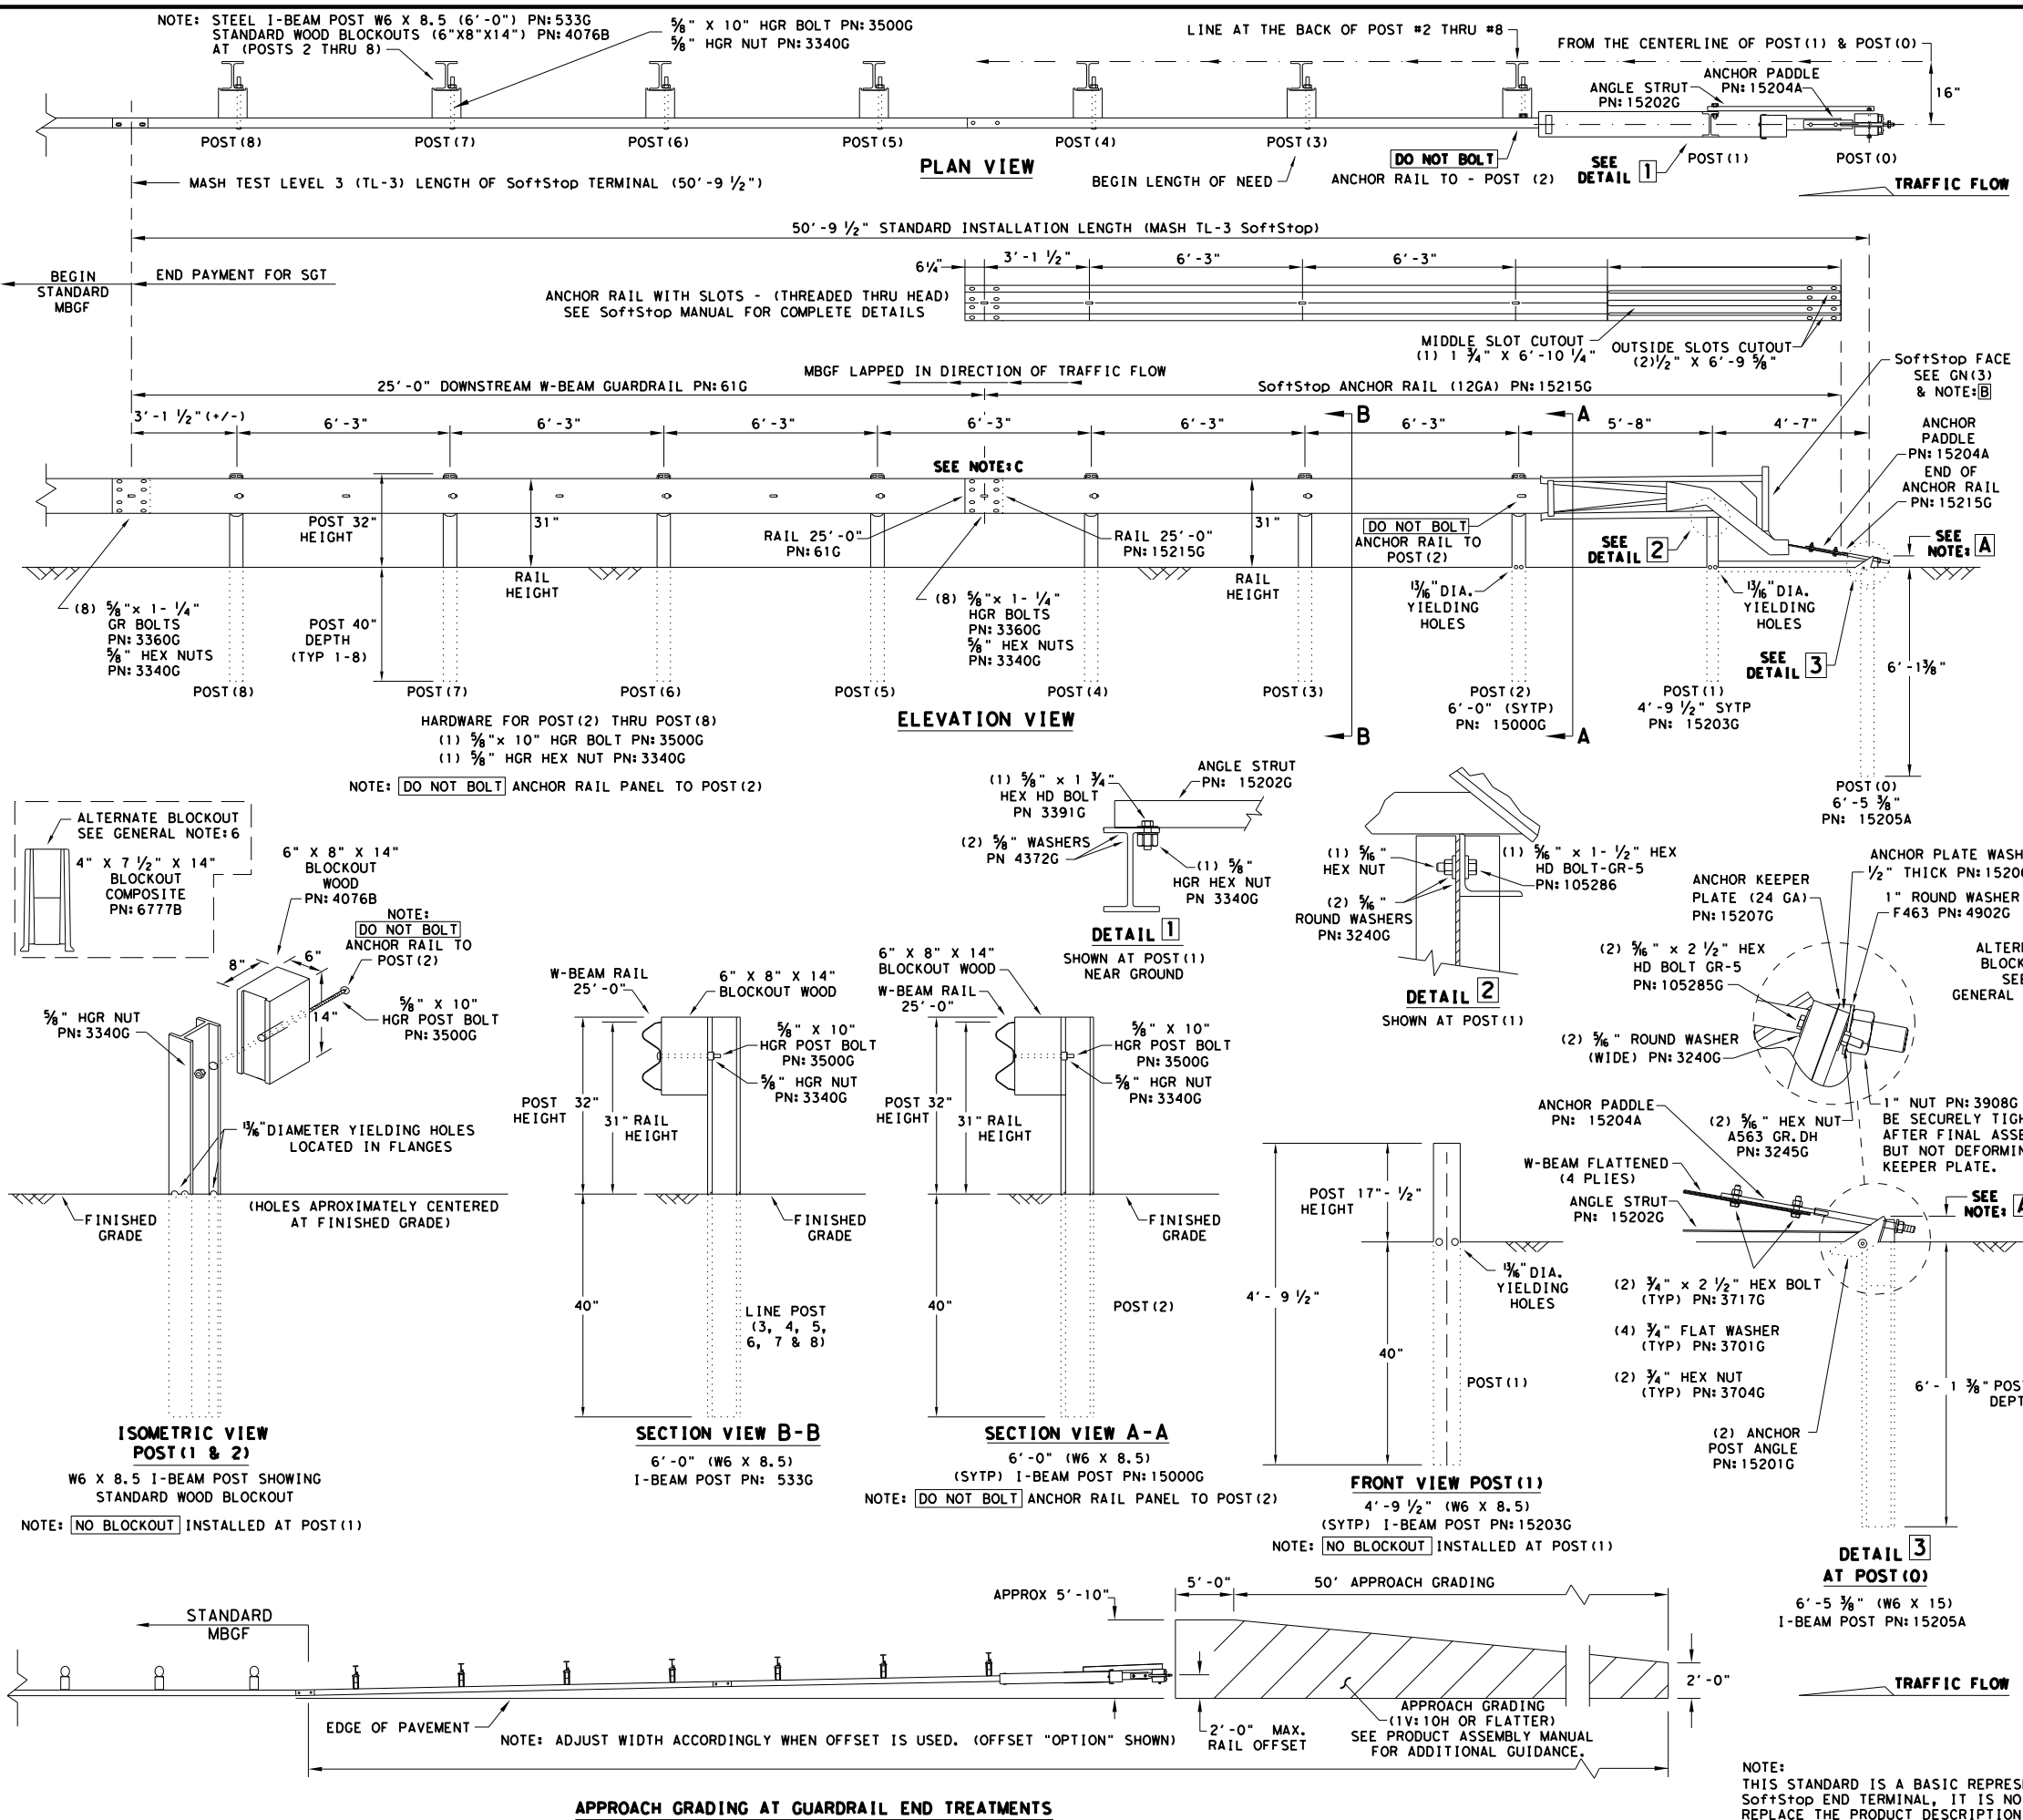 NOTE: STEEL I-BEAM POST W6 X 8.5 (6'-0") PN:533G
STANDARD WOOD BLOCKOUTS (6"X8"X14") PN:4076B
AT (POSTS 2 THRU 8)
5/8" X 10" HGR BOLT PN:3500G
5/8" HGR NUT PN:3340G
LINE AT THE BACK OF POST #2 THRU #8
FROM THE CENTERLINE OF POST(1) & POST(0)
ANGLE STRUT
PN:15202G
ANCHOR PADDLE
PN:15204A
16"
POST(8)
POST(7)
POST(6)
POST(5)
POST(4)
POST(3)
POST(1)
POST(0)
PLAN VIEW
DO NOT BOLT
ANCHOR RAIL TO - POST (2)
SEE
DETAIL 1
BEGIN LENGTH OF NEED
MASH TEST LEVEL 3 (TL-3) LENGTH OF SoftStop TERMINAL (50'-9 1/2")
TRAFFIC FLOW
50'-9 1/2" STANDARD INSTALLATION LENGTH (MASH TL-3 SoftStop)
BEGIN
STANDARD
MBGF
END PAYMENT FOR SGT
6 1/4"
3'-1 1/2"
6'-3"
6'-3"
ANCHOR RAIL WITH SLOTS - (THREADED THRU HEAD)
SEE SoftStop MANUAL FOR COMPLETE DETAILS
MIDDLE SLOT CUTOUT
(1) 1 3/4" X 6'-10 1/4"
OUTSIDE SLOTS CUTOUT
(2)1/2" X 6'-9 5/8"
SoftStop FACE
SEE GN(3)
& NOTE:B
MBGF LAPPED IN DIRECTION OF TRAFFIC FLOW
25'-0" DOWNSTREAM W-BEAM GUARDRAIL PN:61G
SoftStop ANCHOR RAIL (12GA) PN:15215G
3'-1 1/2"(+/-)
6'-3"
6'-3"
6'-3"
6'-3"
6'-3"
6'-3"
5'-8"
4'-7"
B
A
ANCHOR
PADDLE
PN:15204A
END OF
ANCHOR RAIL
PN:15215G
SEE NOTE:C
POST 32"
HEIGHT
31"
RAIL
HEIGHT
RAIL 25'-0"
PN:61G
RAIL 25'-0"
PN:15215G
31"
RAIL
HEIGHT
DO NOT BOLT
ANCHOR RAIL TO
POST(2)
SEE
DETAIL 2
SEE
NOTE: A
(8) 5/8"x 1- 1/4"
GR BOLTS
PN:3360G
5/8" HEX NUTS
PN:3340G
POST 40"
DEPTH
(TYP 1-8)
(8) 5/8"x 1- 1/4"
HGR BOLTS
PN:3360G
5/8" HEX NUTS
PN:3340G
13/16" DIA.
YIELDING
HOLES
13/16" DIA.
YIELDING
HOLES
SEE
DETAIL 3
6'-1 3/8"
POST(8)
POST(7)
POST(6)
POST(5)
POST(4)
POST(3)
POST(2)
6'-0" (SYTP)
PN: 15000G
POST(1)
4'-9 1/2" SYTP
PN: 15203G
HARDWARE FOR POST(2) THRU POST(8)
(1) 5/8"x 10" HGR BOLT PN:3500G
(1) 5/8" HGR HEX NUT PN:3340G
ELEVATION VIEW
B
A
NOTE: DO NOT BOLT ANCHOR RAIL PANEL TO POST(2)
POST(0)
6'-5 3/8"
PN: 15205A
ALTERNATE BLOCKOUT
SEE GENERAL NOTE:6
4" X 7 1/2" X 14"
BLOCKOUT
COMPOSITE
PN:6777B
6" X 8" X 14"
BLOCKOUT
WOOD
PN:4076B
NOTE:
DO NOT BOLT
ANCHOR RAIL TO
POST(2)
8"
6"
14"
5/8" X 10"
HGR POST BOLT
PN:3500G
5/8" HGR NUT
PN:3340G
13/16"DIAMETER YIELDING HOLES
LOCATED IN FLANGES
(HOLES APROXIMATELY CENTERED
AT FINISHED GRADE)
FINISHED
GRADE
ISOMETRIC VIEW
POST(1 & 2)
W6 X 8.5 I-BEAM POST SHOWING
STANDARD WOOD BLOCKOUT
NOTE: NO BLOCKOUT INSTALLED AT POST(1)
(1) 5/8" x 1 3/4"
HEX HD BOLT
PN 3391G
ANGLE STRUT
PN: 15202G
(2) 5/8" WASHERS
PN 4372G
(1) 5/8
HGR HEX NUT
PN 3340G
DETAIL 1
SHOWN AT POST(1)
NEAR GROUND
(1) 5/16"
HEX NUT
(1) 5/16" x 1- 1/2" HEX
HD BOLT-GR-5
PN:105286
(2) 5/16"
ROUND WASHERS
PN:3240G
DETAIL 2
SHOWN AT POST(1)
W-BEAM RAIL
25'-0"
6" X 8" X 14"
BLOCKOUT WOOD
5/8" X 10"
HGR POST BOLT
PN:3500G
5/8" HGR NUT
PN:3340G
POST 32"
HEIGHT
31" RAIL
HEIGHT
FINISHED
GRADE
40"
LINE POST
(3, 4, 5,
6, 7 & 8)
SECTION VIEW B-B
6'-0" (W6 X 8.5)
I-BEAM POST PN: 533G
6" X 8" X 14"
BLOCKOUT WOOD
W-BEAM RAIL
25'-0"
5/8" X 10"
HGR POST BOLT
PN:3500G
5/8" HGR NUT
PN:3340G
POST 32"
HEIGHT
31" RAIL
HEIGHT
FINISHED
GRADE
40"
POST(2)
SECTION VIEW A-A
6'-0" (W6 X 8.5)
(SYTP) I-BEAM POST PN:15000G
NOTE: DO NOT BOLT ANCHOR RAIL PANEL TO POST(2)
POST 17"- 1/2"
HEIGHT
4'- 9 1/2"
40"
13/16" DIA.
YIELDING
HOLES
POST(1)
FRONT VIEW POST(1)
4'-9 1/2" (W6 X 8.5)
(SYTP) I-BEAM POST PN:15203G
NOTE: NO BLOCKOUT INSTALLED AT POST(1)
ANCHOR PLATE
1/2" THICK
ANCHOR KEEPER
PLATE (24 GA)
PN:15207G
1" ROUND WASHER
F463 PN:4902G
(2) 5/16" x 2 1/2" HEX
HD BOLT GR-5
PN:105285G
SEE
GENERAL
(2) 5/16" ROUND WASHER
(WIDE) PN:3240G
ANCHOR PADDLE
PN: 15204A
(2) 5/16" HEX NUT
A563 GR.DH
PN:3245G
1" NUT PN:3908G
BE SECURELY
AFTER FINAL
BUT NOT
KEEPER PLATE.
W-BEAM FLATTENED
(4 PLIES)
ANGLE STRUT
PN: 15202G
SEE
NOTE:
(2) 3/4" x 2 1/2" HEX BOLT
(TYP) PN:3717G
(4) 3/4" FLAT WASHER
(TYP) PN:3701G
(2) 3/4" HEX NUT
(TYP) PN:3704G
6'- 1 3/8"
(2) ANCHOR
POST ANGLE
PN:15201G
DETAIL 3
AT POST(0)
6'-5 3/8" (W6 X 15)
I-BEAM POST PN:15205A
STANDARD
MBGF
APPROX 5'-10"
5'-0"
50' APPROACH GRADING
2'-0"
TRAFFIC FLOW
EDGE OF PAVEMENT
NOTE: ADJUST WIDTH ACCORDINGLY WHEN OFFSET IS USED. (OFFSET "OPTION" SHOWN)
2'-0" MAX.
RAIL OFFSET
APPROACH GRADING
(1V:10H OR FLATTER)
SEE PRODUCT ASSEMBLY MANUAL
FOR ADDITIONAL GUIDANCE.
APPROACH GRADING AT GUARDRAIL END TREATMENTS
NOTE:
THIS STANDARD IS A BASIC
SoftStop END TERMINAL, IT IS
REPLACE THE PRODUCT DESCRIPTION